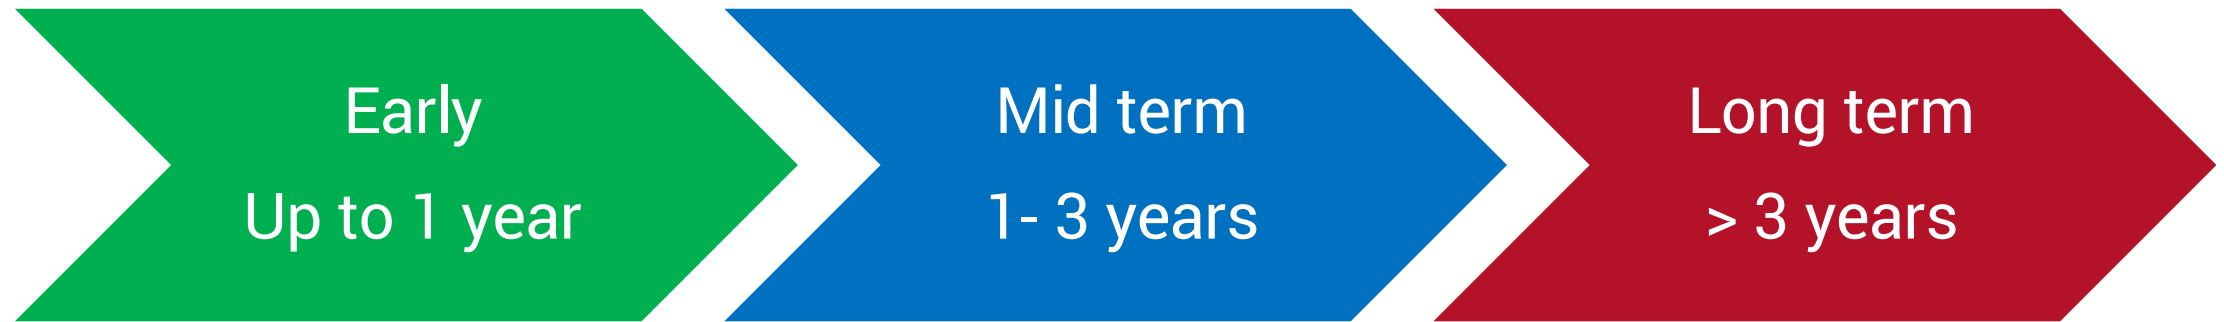 Early
Up to 1 year
Mid term
1- 3 years
Long term
> 3 years